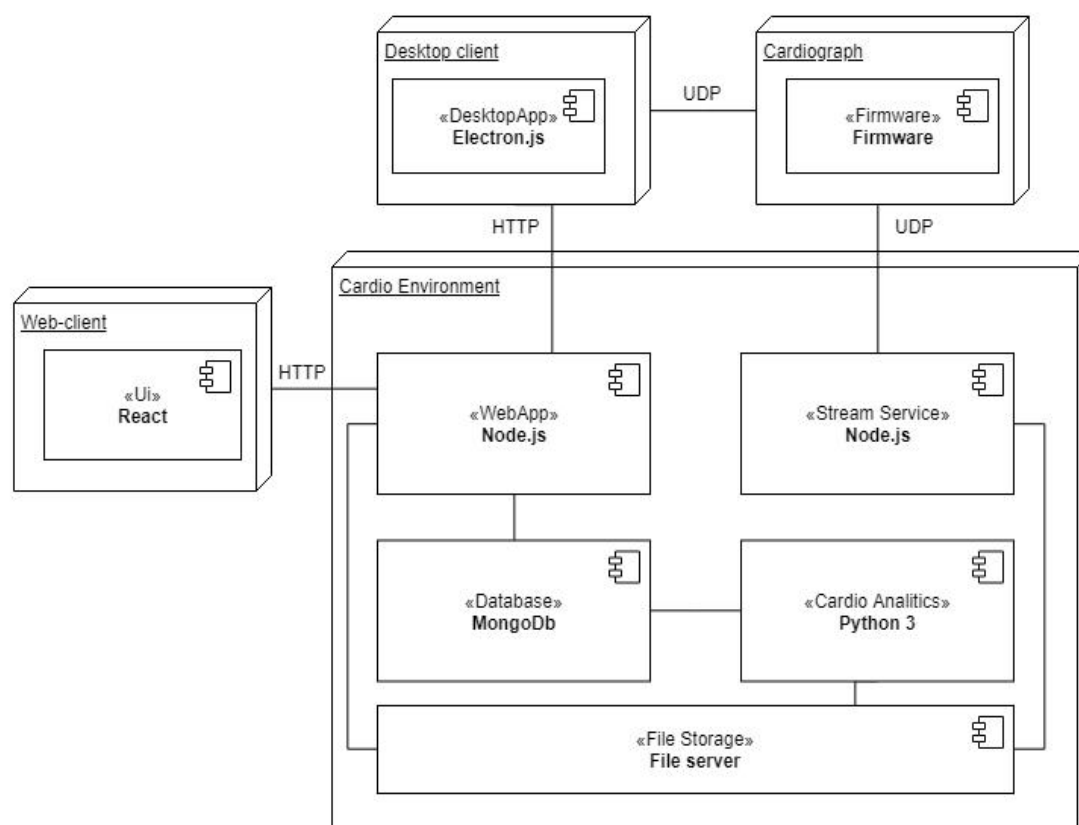 Desktop client
«DesktopApp»
Electron.js
UDP
Cardiograph
«Firmware»
Firmware
HTTP
UDP
Cardio Environment
Web-client
«Ui»
React
HTTP
«WebApp»
Node.js
«Stream Service»
Node.js
«Database»
MongoDb
«Cardio Analitics»
Python 3
«File Storage»
File server